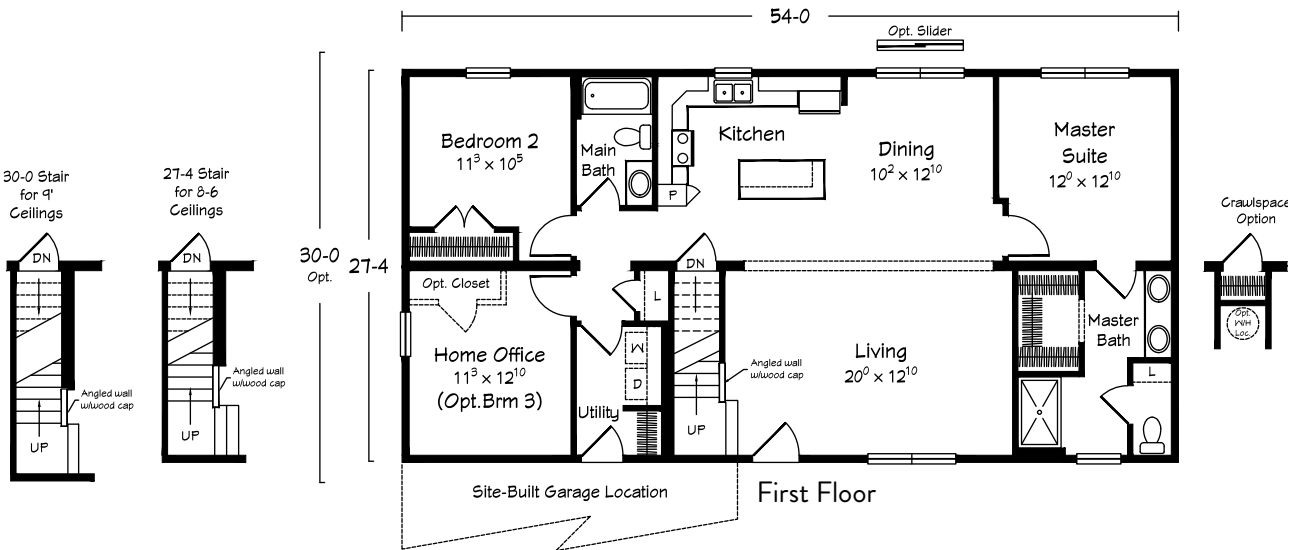 54-0
Opt. Slider
30-0 Stair
for 9'
Ceilings
27-4 Stair
for 8-6
Ceilings
DN
UP
Angled wall
w/wood cap
DN
UP
Angled wall
w/wood cap
30-0
Opt.
27-4
Bedroom 2
11³ × 10⁵
Main
Bath
Kitchen
P
Dining
10² × 12¹⁰
Master
Suite
12⁰ × 12¹⁰
Crawlspace
Option
Opt.
W/H
Loc.
Opt. Closet
Home Office
11³ × 12¹⁰
(Opt.Brm 3)
L
W
D
Utility
DN
UP
Angled wall
w/wood cap
Living
20⁰ × 12¹⁰
Master
Bath
L
Site-Built Garage Location
First Floor